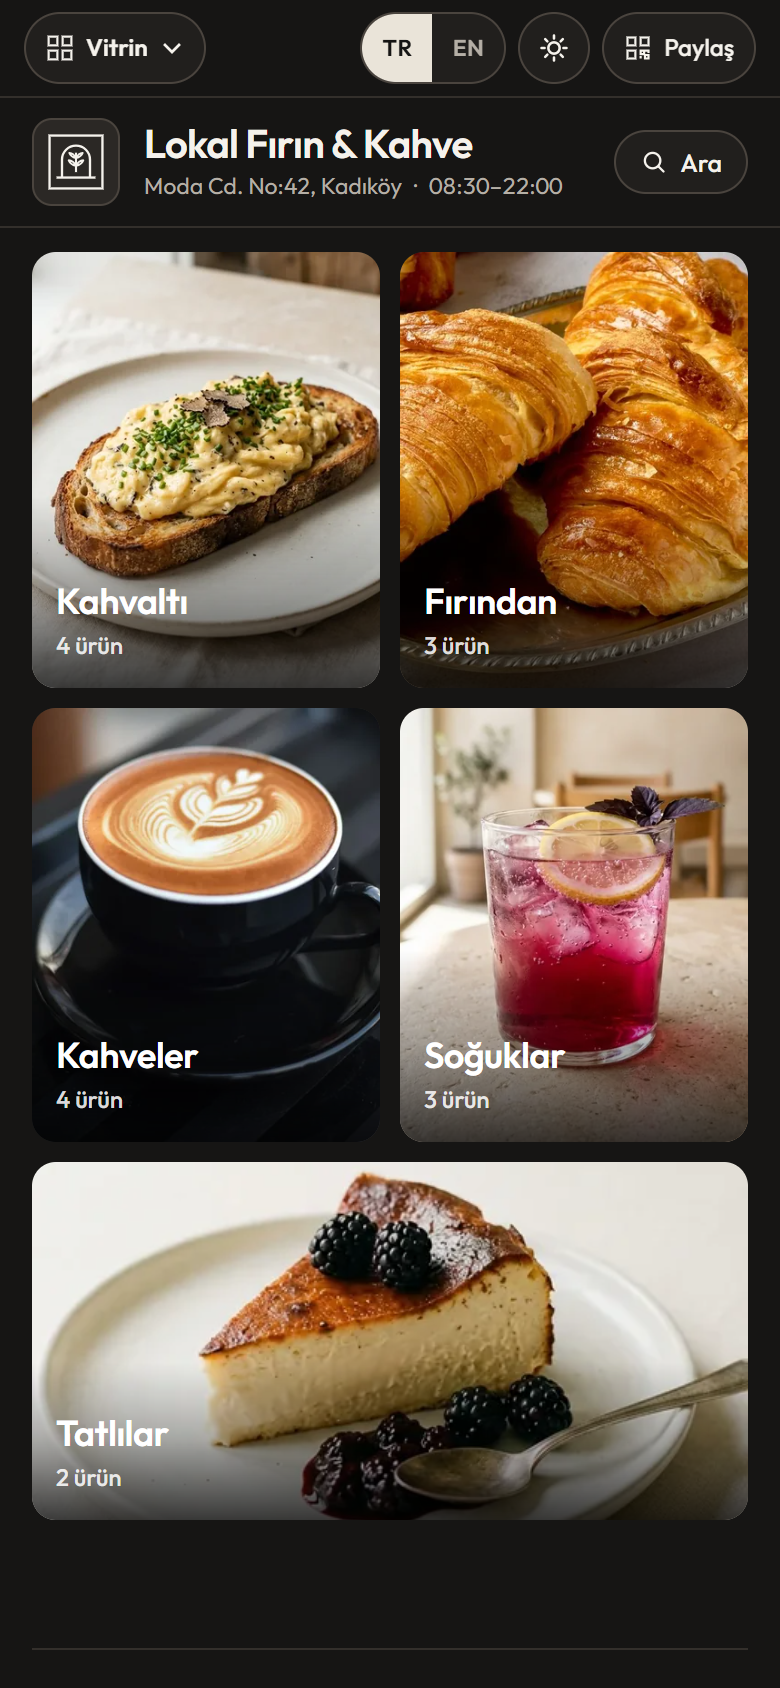 Vitrin
TR EN
Paylaş
Lokal Fırın & Kahve
Moda Cd. No:42, Kadıköy · 08:30–22:00
Ara
Kahvaltı
4 ürün
Fırından
3 ürün
Kahveler
4 ürün
Soğuklar
3 ürün
Tatlılar
2 ürün